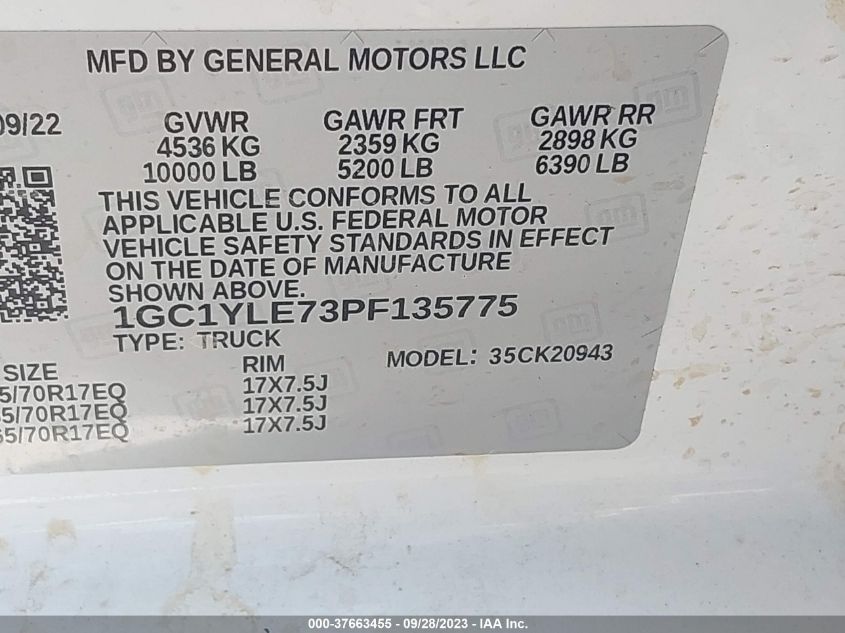 MFD BY GENERAL MOTORS LLC
09/22 GVWR GAWR FRT GAWR RR
4536 KG 2359 KG 2898 KG
10000 LB 5200 LB 6390 LB
THIS VEHICLE CONFORMS TO ALL
APPLICABLE U.S. FEDERAL MOTOR
VEHICLE SAFETY STANDARDS IN EFFECT
ON THE DATE OF MANUFACTURE
SHOWN ABOVE.
1GC1YLE73PF135775
TYPE: TRUCK
MODEL: 35CK20943
SIZE RIM
5/70R17EQ 17X7.5J
65/70R17EQ 17X7.5J
65/70R17EQ 17X7.5J
000-37663455 - 09/28/2023 - IAA Inc.